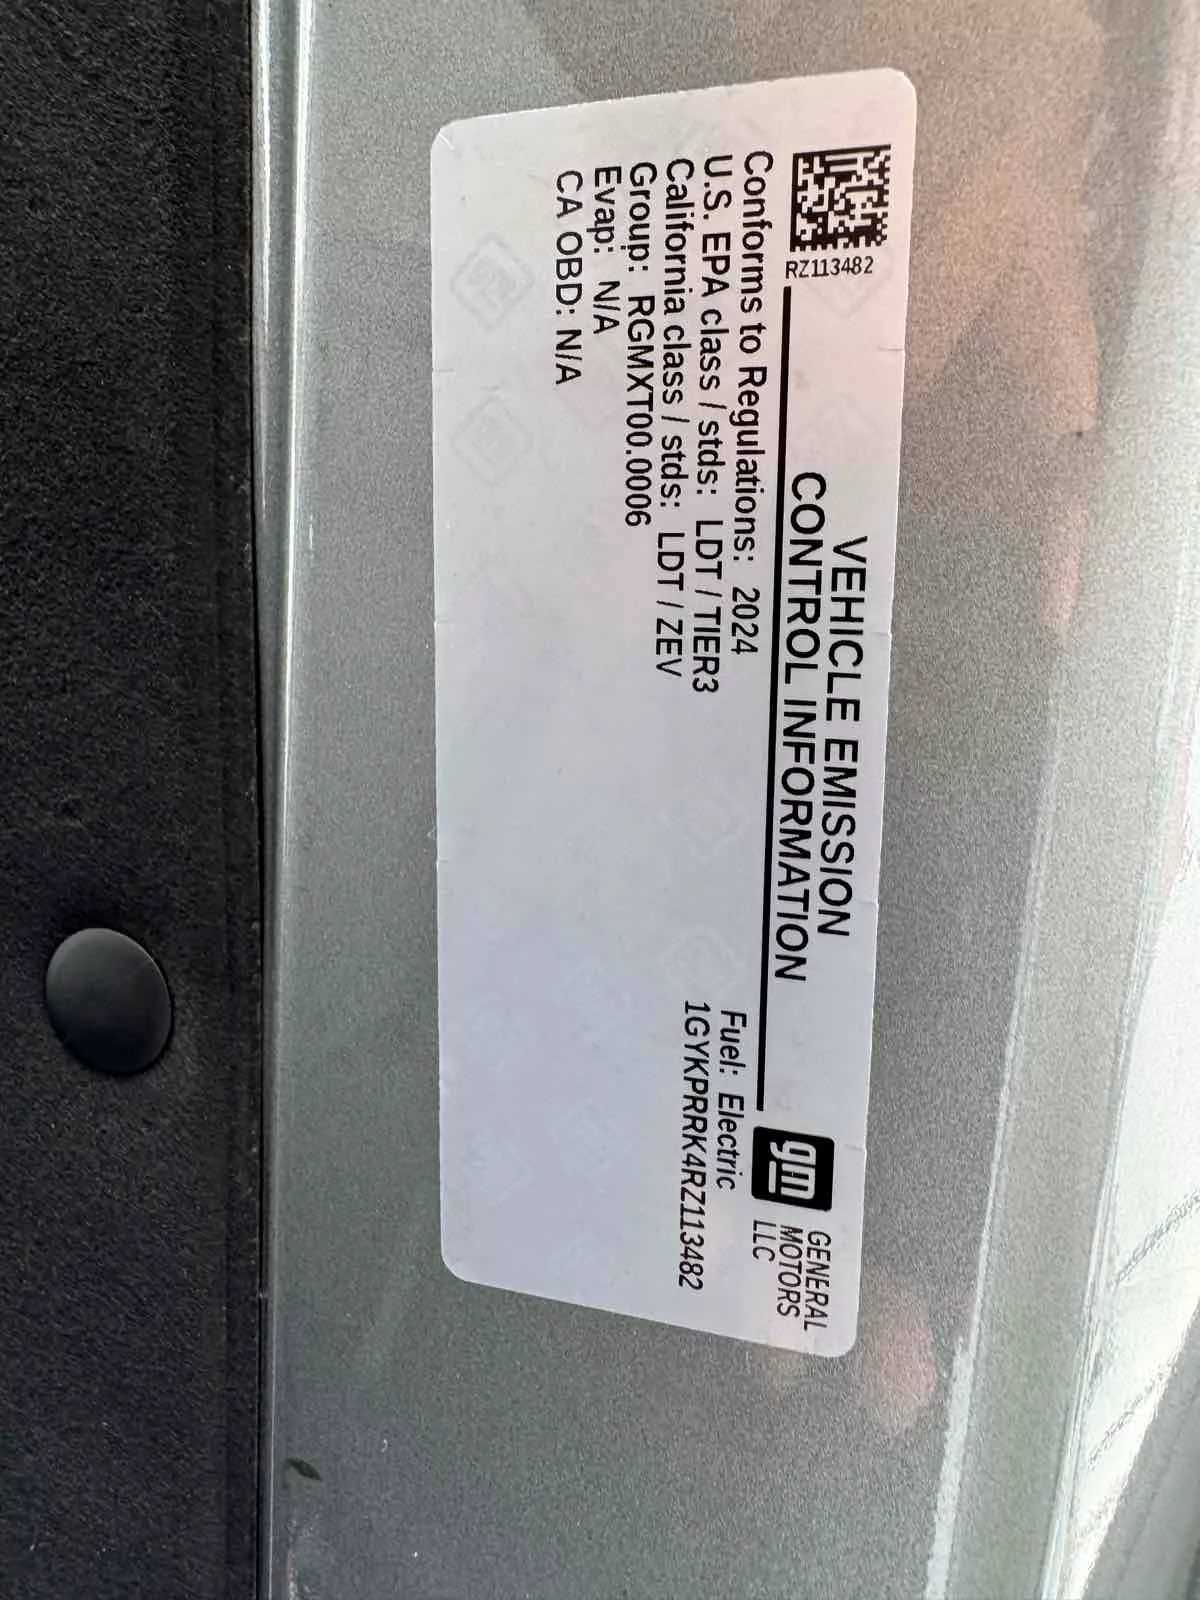 RZ113482
VEHICLE EMISSION
CONTROL INFORMATION
gm
GENERAL
MOTORS
LLC
Conforms to Regulations: 2024
U.S. EPA class / stds: LDT / TIER3
California class / stds: LDT / ZEV
Group: RGMXT00.0006
Evap: N/A
CA OBD: N/A
Fuel: Electric
1GYKPRRK4RZ113482